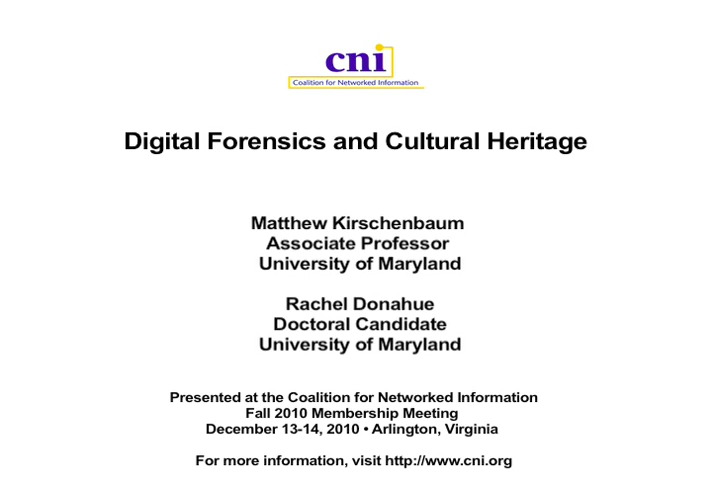 cni
Coalition for Networked Information
Digital Forensics and Cultural Heritage
Matthew Kirschenbaum
Associate Professor
University of Maryland
Rachel Donahue
Doctoral Candidate
University of Maryland
Presented at the Coalition for Networked Information
Fall 2010 Membership Meeting
December 13-14, 2010 • Arlington, Virginia
For more information, visit http://www.cni.org